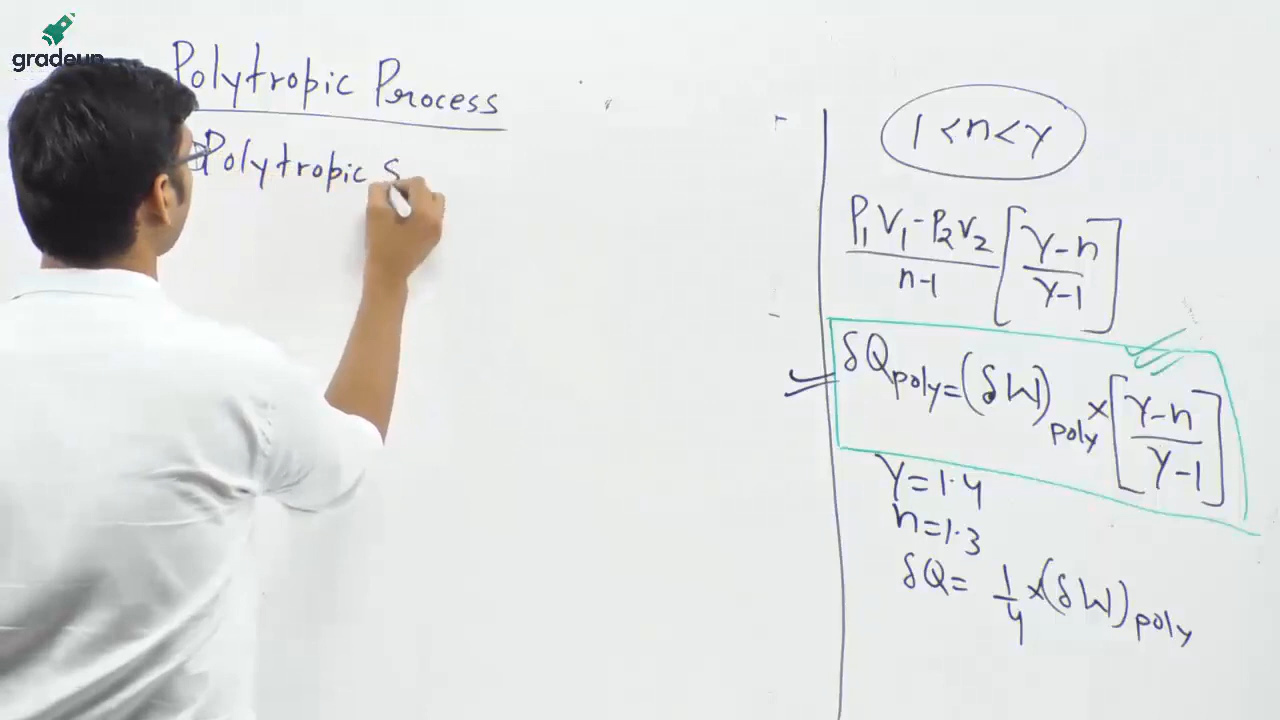 gradeup
Polytropic Process
Polytropic S
1 < n < γ
P₁V₁ - P₂V₂ / n-1 [γ-n / γ-1]
δQpoly = (δW)poly × [γ-n / γ-1]
γ = 1.4
n = 1.3
δQ = 1/4 × (δW)poly